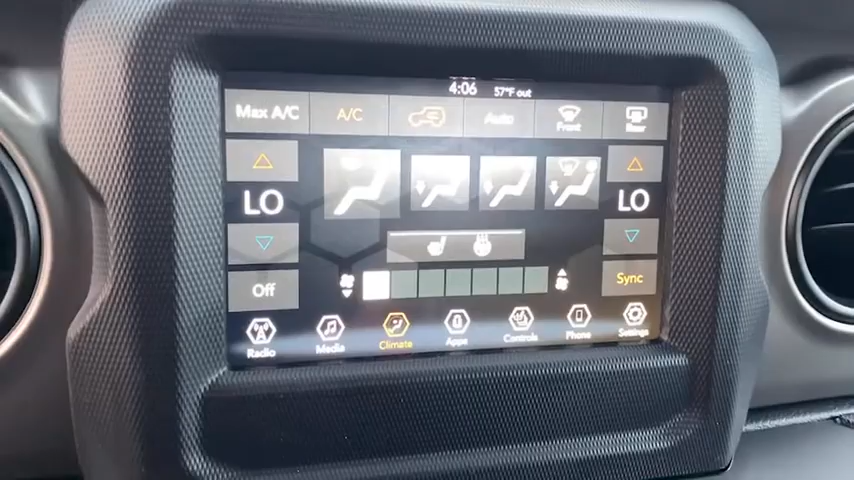 4:06 57°F out
Max A/C A/C Auto Front Rear
LO LO
Off Sync
Radio Media Climate Apps Controls Phone Settings